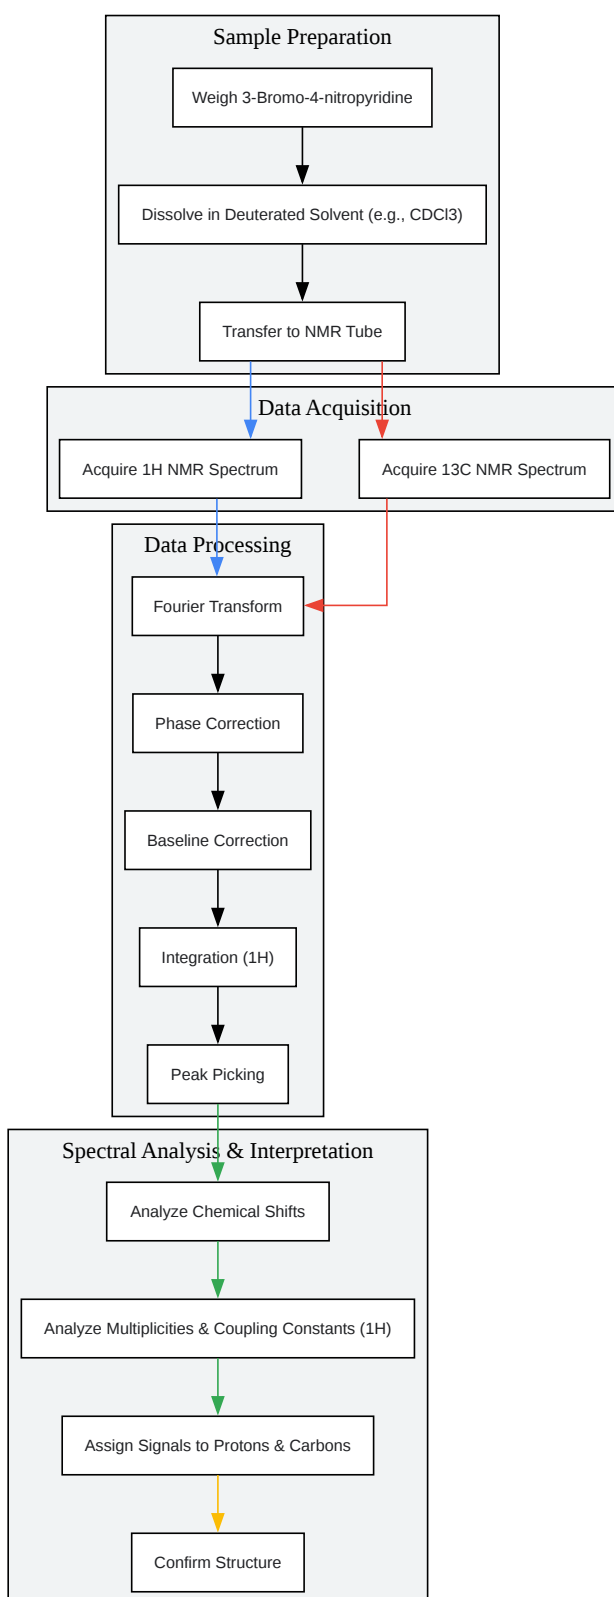 Sample Preparation
Weigh 3-Bromo-4-nitropyridine
Dissolve in Deuterated Solvent (e.g., CDCl3)
Transfer to NMR Tube
Data Acquisition
Acquire 1H NMR Spectrum
Acquire 13C NMR Spectrum
Data Processing
Fourier Transform
Phase Correction
Baseline Correction
Integration (1H)
Peak Picking
Spectral Analysis & Interpretation
Analyze Chemical Shifts
Analyze Multiplicities & Coupling Constants (1H)
Assign Signals to Protons & Carbons
Confirm Structure